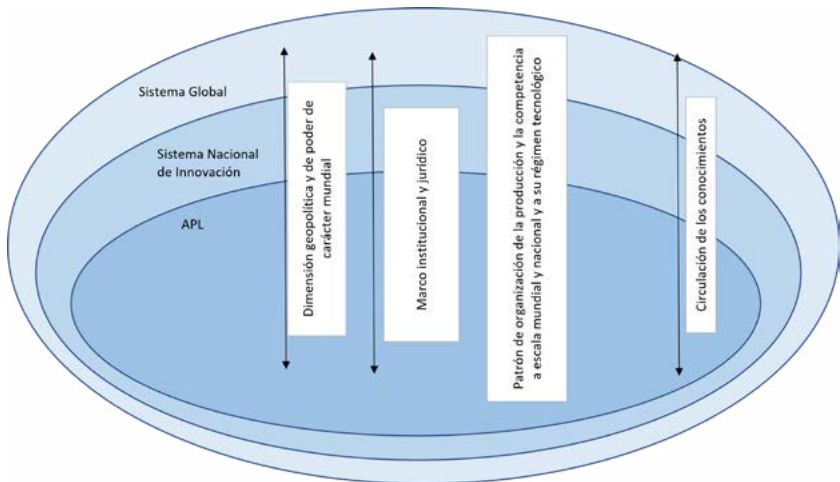 Sistema Global
Sistema Nacional
de Innovación
APL
Dimensión geopolítica y de poder de
carácter mundial
Marco institucional y jurídico
Patrón de organización de la producción y la competencia
a escala mundial y nacional y a su régimen tecnológico
Circulación de los conocimientos